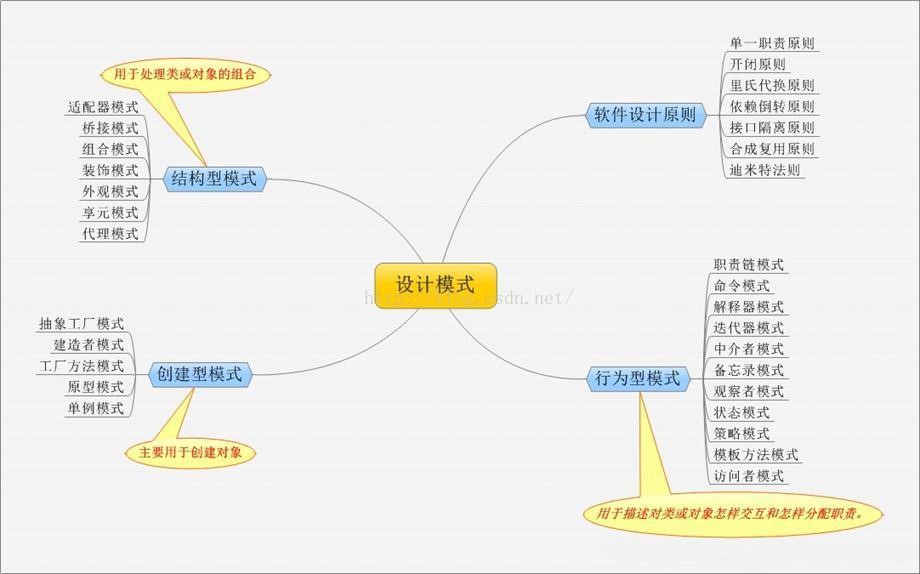 用于处理类或对象的组合
适配器模式
桥接模式
组合模式
装饰模式
外观模式
享元模式
代理模式
结构型模式
单一职责原则
开闭原则
里氏代换原则
依赖倒转原则
接口隔离原则
合成复用原则
迪米特法则
软件设计原则
设计模式
抽象工厂模式
建造者模式
工厂方法模式
原型模式
单例模式
创建型模式
主要用于创建对象
职责链模式
命令模式
解释器模式
迭代器模式
中介者模式
备忘录模式
观察者模式
状态模式
策略模式
模板方法模式
访问者模式
行为型模式
用于描述对类或对象怎样交互和怎样分配职责。